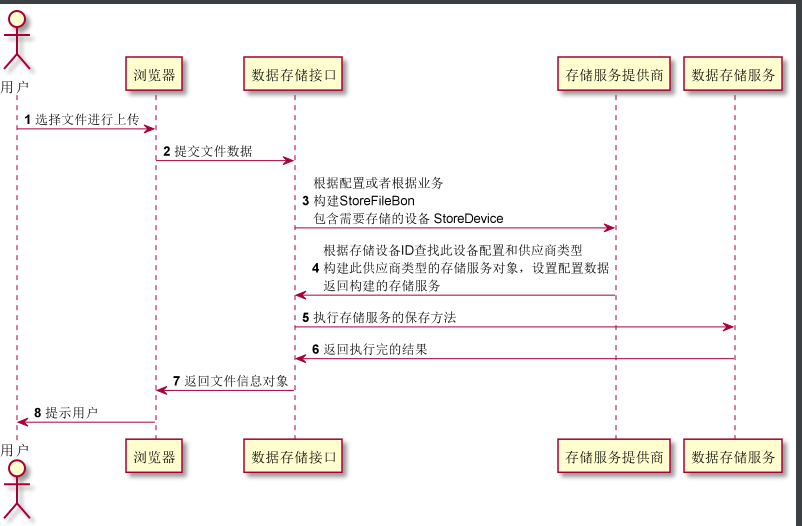 用户
浏览器
数据存储接口
存储服务提供商
数据存储服务
1 选择文件进行上传
2 提交文件数据
根据配置或者根据业务
3 构建StoreFileBon
包含需要存储的设备 StoreDevice
根据存储设备ID查找此设备配置和供应商类型
4 构建此供应商类型的存储服务对象，设置配置数据
返回构建的存储服务
5 执行存储服务的保存方法
6 返回执行完的结果
7 返回文件信息对象
8 提示用户
用户
浏览器
数据存储接口
存储服务提供商
数据存储服务